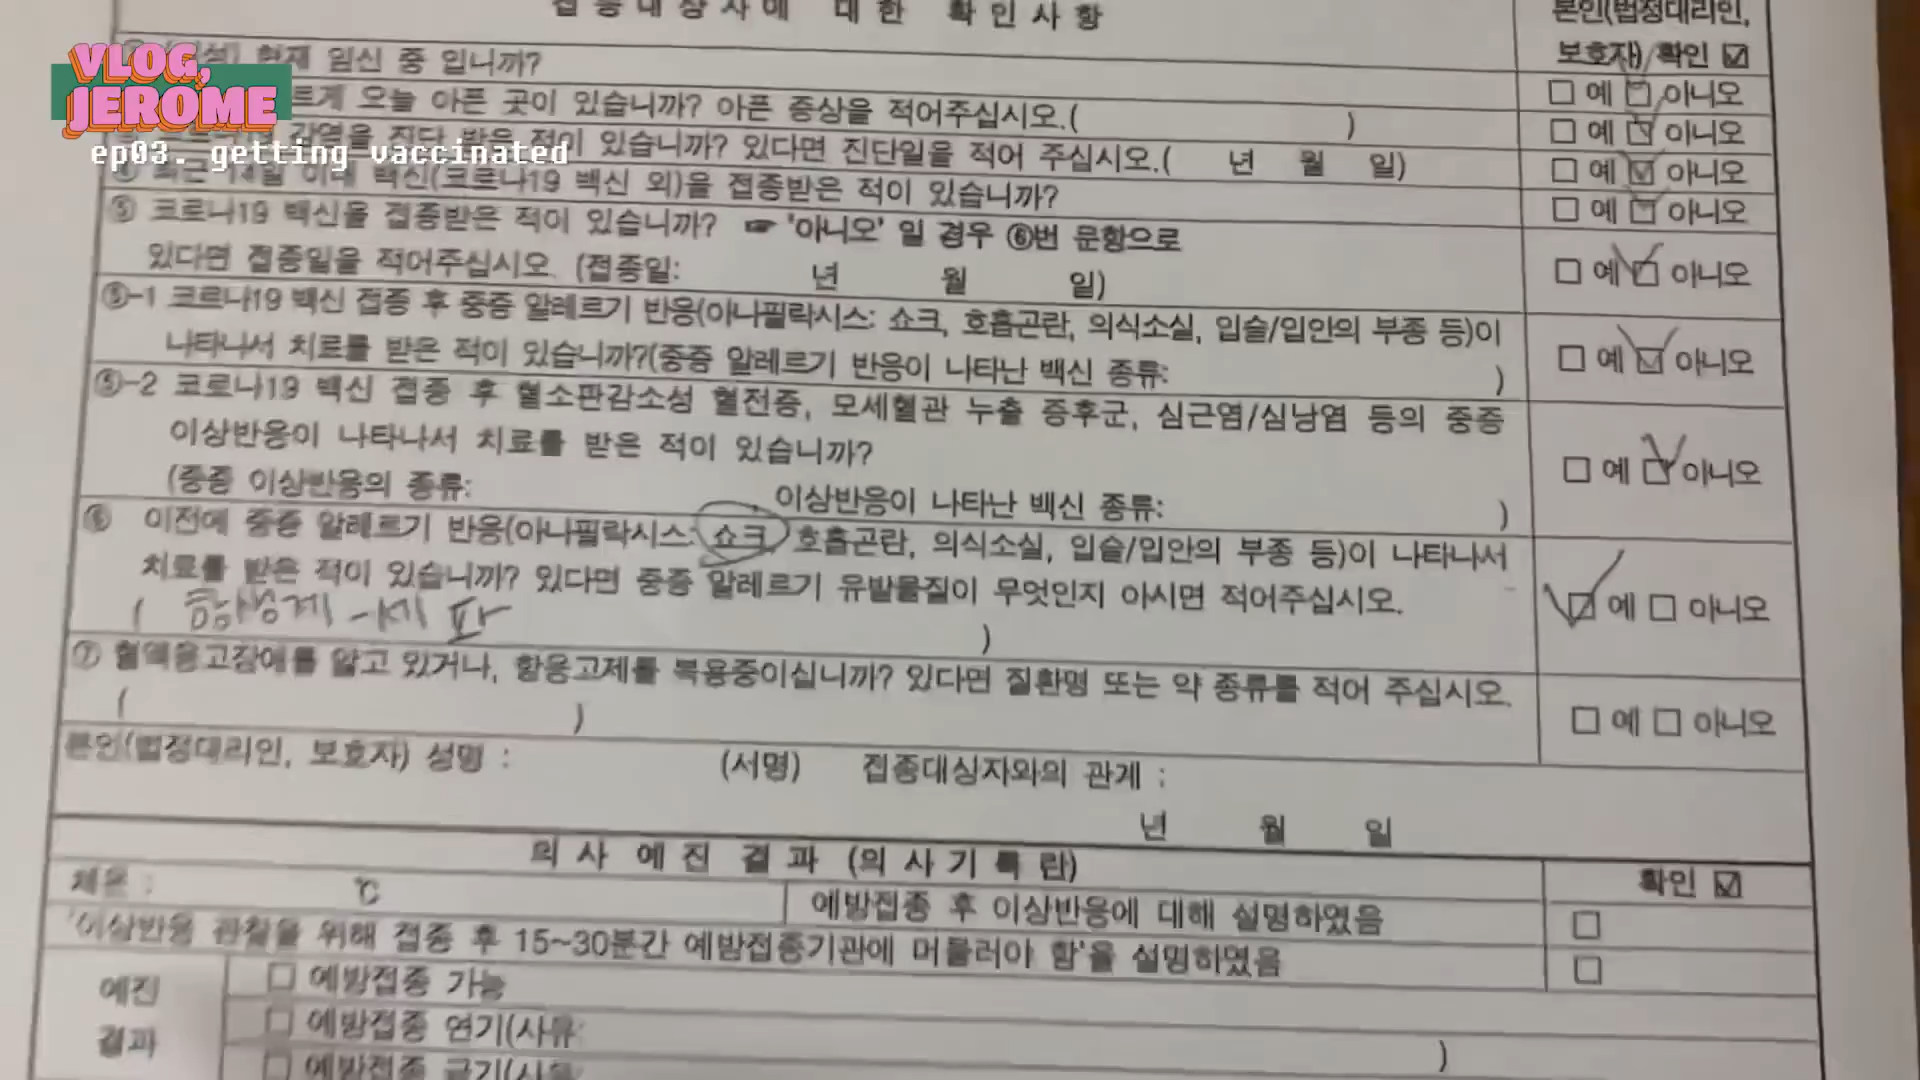 접종대상자에 대한 확인사항
본인(법정대리인,
보호자) 확인 ☑
VLOG,
JEROME
ep03. getting vaccinated
현재 임신 중 입니까?
□ 예 □ 아니오
오늘 아픈 곳이 있습니까? 아픈 증상을 적어주십시오.( )
□ 예 ☑ 아니오
진단 받은 적이 있습니까? 있다면 진단일을 적어 주십시오.( 년 월 일)
□ 예 ☑ 아니오
④ 최근 14일 이내 백신(코로나19 백신 외)을 접종받은 적이 있습니까?
□ 예 ☑ 아니오
⑤ 코로나19 백신을 접종받은 적이 있습니까? ☞ '아니오' 일 경우 ⑥번 문항으로
있다면 접종일을 적어주십시오. (접종일: 년 월 일)
□ 예 ☑ 아니오
⑤-1 코로나19 백신 접종 후 중증 알레르기 반응(아나필락시스: 쇼크, 호흡곤란, 의식소실, 입술/입안의 부종 등)이
나타나서 치료를 받은 적이 있습니까?(중증 알레르기 반응이 나타난 백신 종류: )
□ 예 ☑ 아니오
⑤-2 코로나19 백신 접종 후 혈소판감소성 혈전증, 모세혈관 누출 증후군, 심근염/심낭염 등의 중증
이상반응이 나타나서 치료를 받은 적이 있습니까?
(중증 이상반응의 종류: 이상반응이 나타난 백신 종류: )
□ 예 ☑ 아니오
⑥ 이전에 중증 알레르기 반응(아나필락시스: 쇼크, 호흡곤란, 의식소실, 입술/입안의 부종 등)이 나타나서
치료를 받은 적이 있습니까? 있다면 중증 알레르기 유발물질이 무엇인지 아시면 적어주십시오.
( 항생제 - 세파 )
☑ 예 □ 아니오
⑦ 혈액응고장애를 앓고 있거나, 항응고제를 복용중이십니까? 있다면 질환명 또는 약 종류를 적어 주십시오.
( )
□ 예 □ 아니오
본인(법정대리인, 보호자) 성명 : (서명) 접종대상자와의 관계 :
년 월 일
의사 예진 결과 (의사기록란)
확인 ☑
체온 : ℃
예방접종 후 이상반응에 대해 설명하였음
□
'이상반응 관찰을 위해 접종 후 15~30분간 예방접종기관에 머물러야 함'을 설명하였음
□
예진
결과
□ 예방접종 가능
□ 예방접종 연기(사유: )
□ 예방접종 금기(사유: